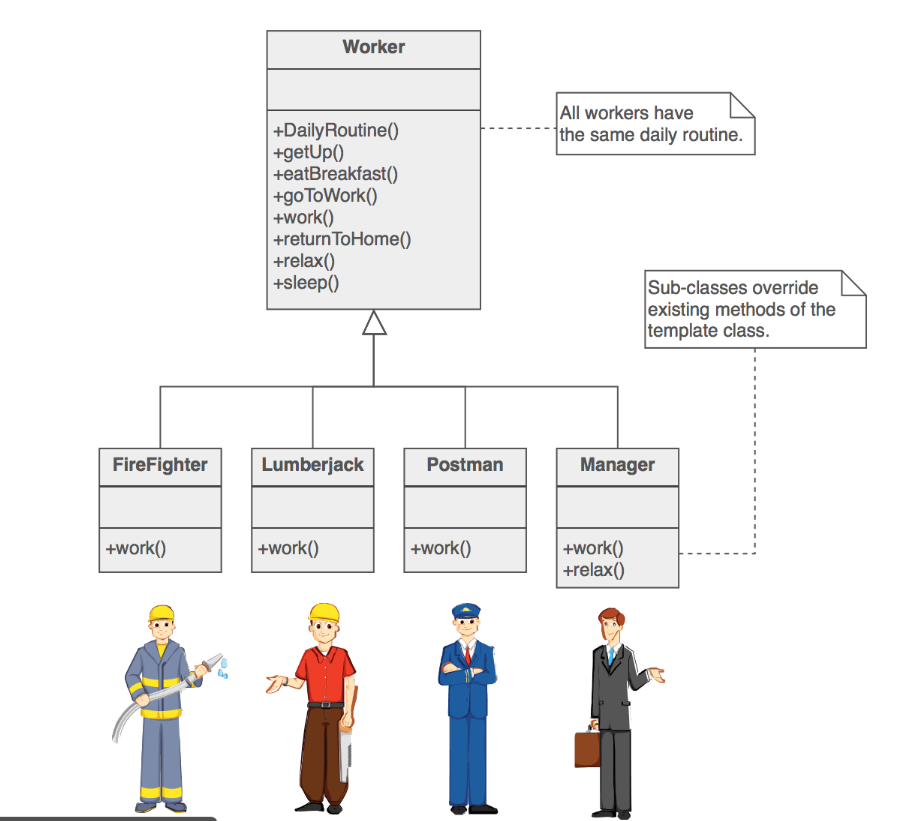 Worker
+DailyRoutine()
+getUp()
+eatBreakfast()
+goToWork()
+work()
+returnToHome()
+relax()
+sleep()
All workers have
the same daily routine.
Sub-classes override
existing methods of the
template class.
FireFighter
+work()
Lumberjack
+work()
Postman
+work()
Manager
+work()
+relax()